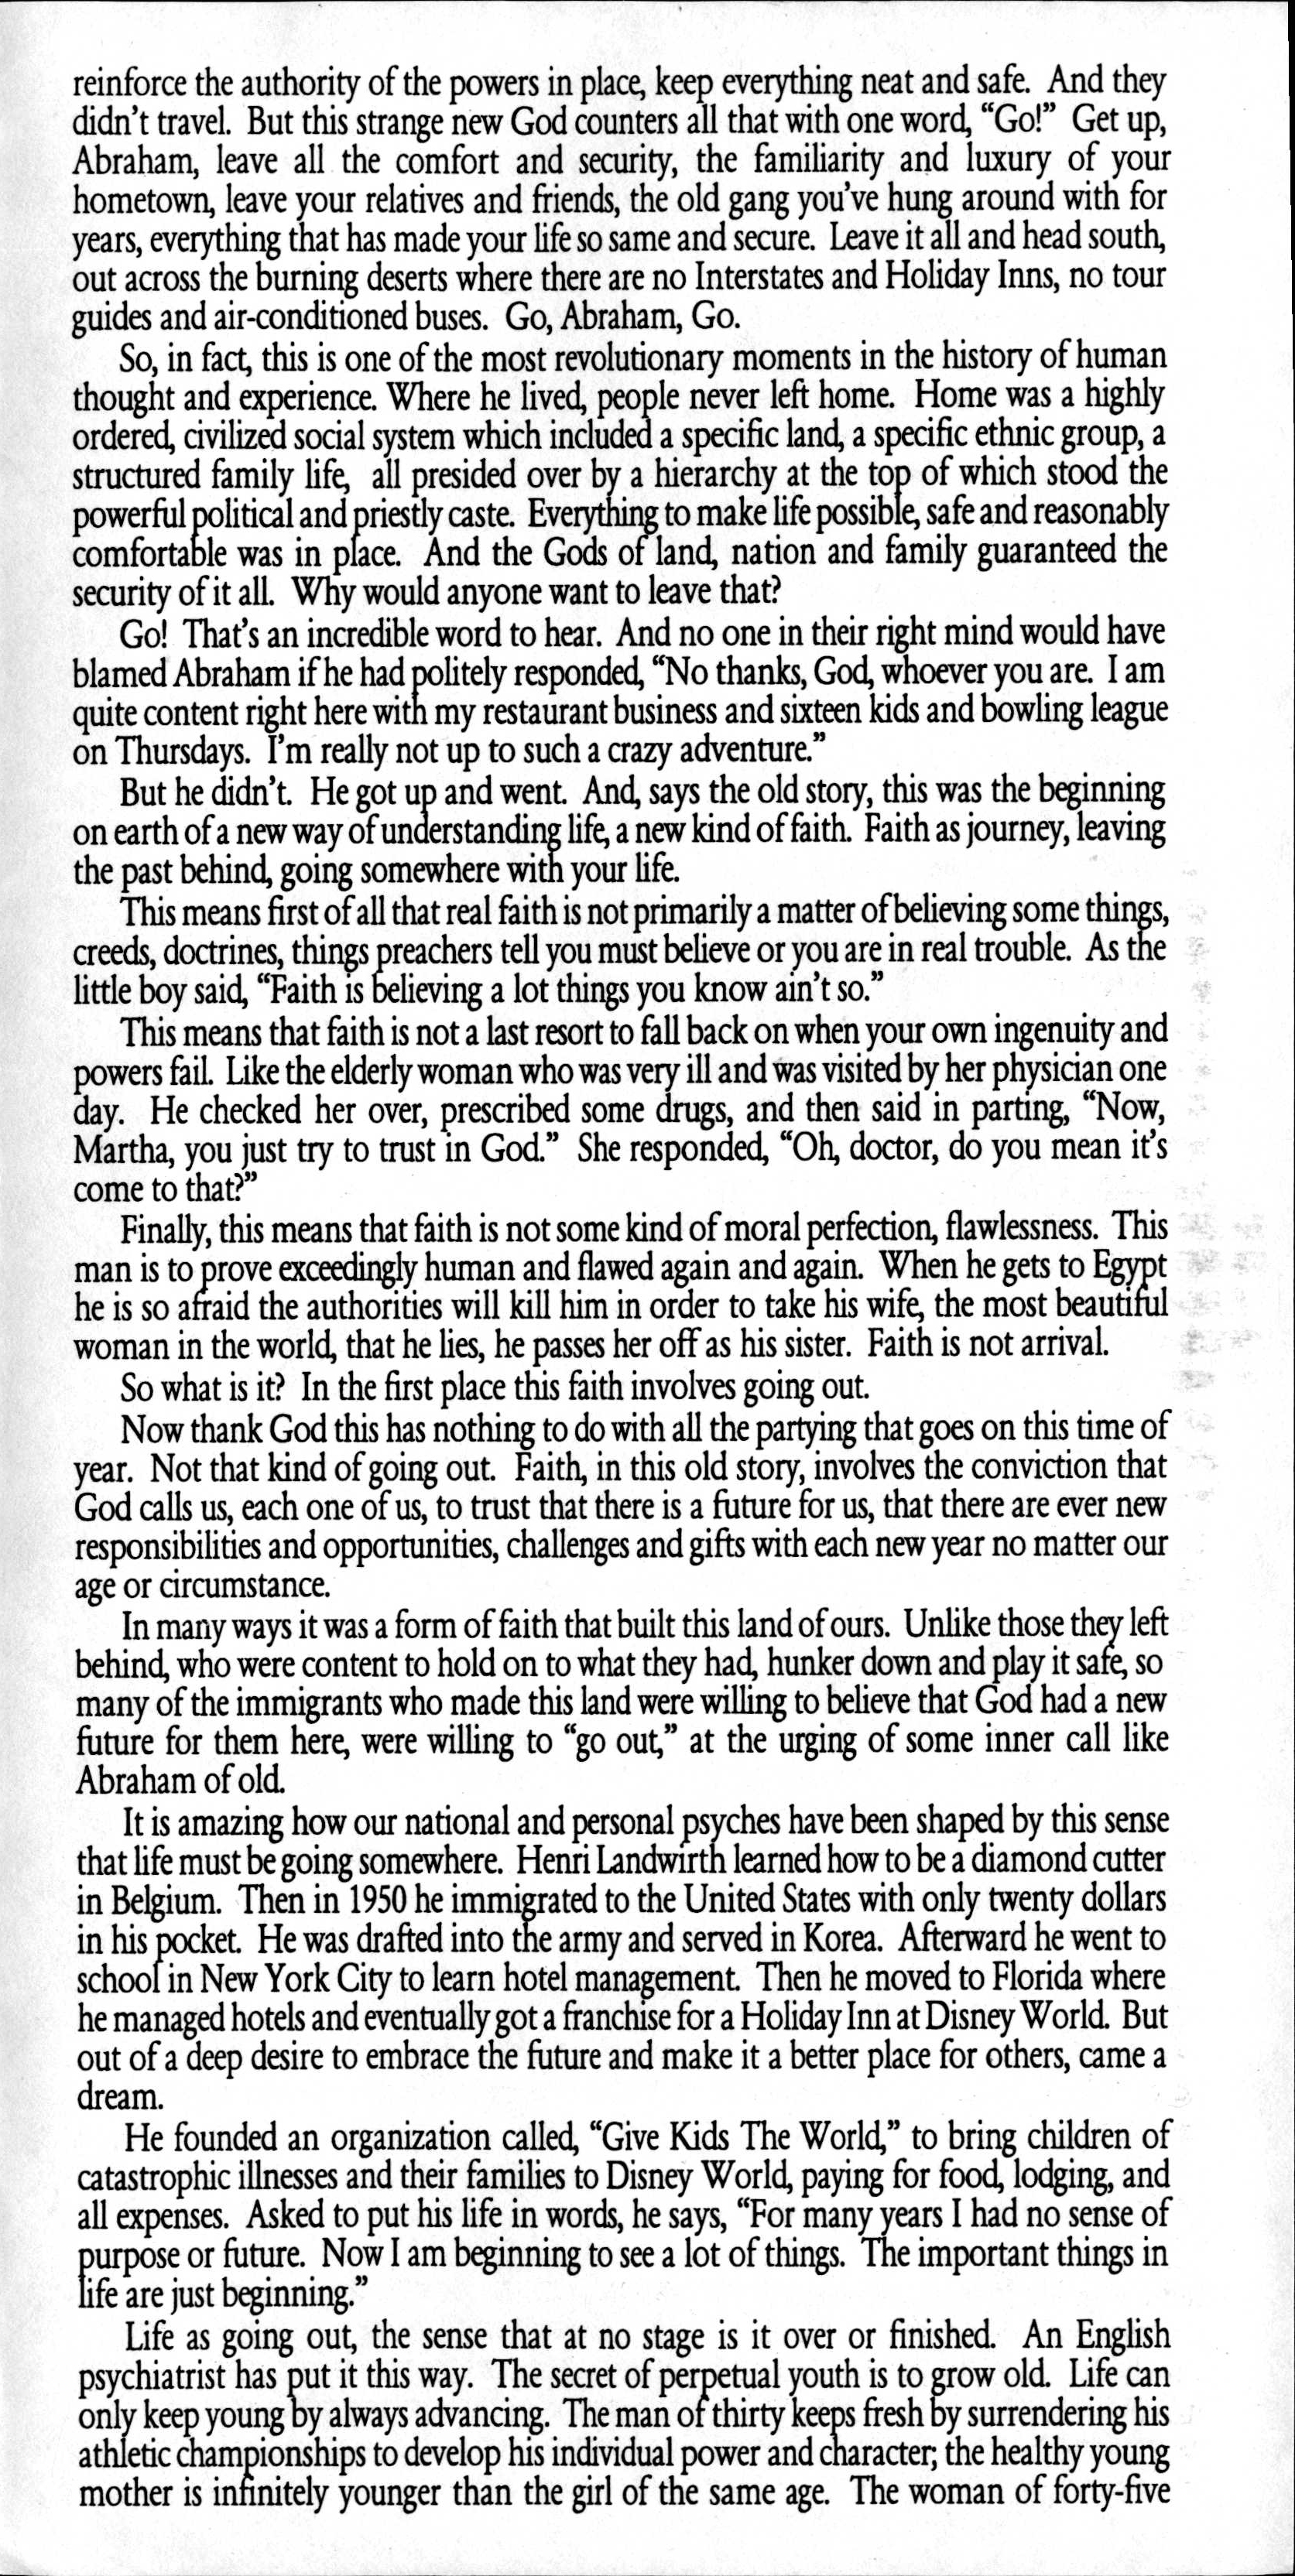 reinforce the authority of the powers in place, keep everything neat and safe. And they
didn't travel. But this strange new God counters all that with one word, “Go!” Get up,
Abraham, leave all the comfort and security, the familiarity and luxury of your
hometown, leave your relatives and friends, the old gang you've hung around with for
years, everything that has made your life so same and secure. Leave it all and head south,
out across the burning deserts where there are no Interstates and Holiday Inns, no tour
guides and air-conditioned buses. Go, Abraham, Go.
So, in fact, this is one of the most revolutionary moments in the history of human
thought and experience. Where he lived, people never left home. Home was a highly
ordered, civilized social system which included a specific land, a specific ethnic group, a
structured family life, all presided over by a hierarchy at the top of which stood the
powerful political and priestly caste. Everything to make life possible, safe and reasonably
comfortable was in place. And the Gods of land, nation and family guaranteed the
security of it all. Why would anyone want to leave that?
Go! That's an incredible word to hear. And no one in their right mind would have
blamed Abraham if he had politely responded, “No thanks, God, whoever you are. I am
quite content right here with my restaurant business and sixteen kids and bowling league
on Thursdays. I'm really not up to such a crazy adventure.”
But he didn't. He got up and went. And, says the old story, this was the beginning
on earth of a new way of understanding life, a new kind of faith. Faith as journey, leaving
the past behind, going somewhere with your life.
This means first of all that real faith is not primarily a matter of believing some things,
creeds, doctrines, things preachers tell you must believe or you are in real trouble. As the
little boy said, “Faith is believing a lot things you know ain't so.”
This means that faith is not a last resort to fall back on when your own ingenuity and
powers fail. Like the elderly woman who was very ill and was visited by her physician one
day. He checked her over, prescribed some drugs, and then said in parting, “Now,
Martha, you just try to trust in God.” She responded, “Oh, doctor, do you mean it's
come to that?”
Finally, this means that faith is not some kind of moral perfection, flawlessness. This
man is to prove exceedingly human and flawed again and again. When he gets to Egypt
he is so afraid the authorities will kill him in order to take his wife, the most beautiful
woman in the world, that he lies, he passes her off as his sister. Faith is not arrival.
So what is it? In the first place this faith involves going out.
Now thank God this has nothing to do with all the partying that goes on this time of
year. Not that kind of going out. Faith, in this old story, involves the conviction that
God calls us, each one of us, to trust that there is a future for us, that there are ever new
responsibilities and opportunities, challenges and gifts with each new year no matter our
age or circumstance.
In many ways it was a form of faith that built this land of ours. Unlike those they left
behind, who were content to hold on to what they had, hunker down and play it safe, so
many of the immigrants who made this land were willing to believe that God had a new
future for them here, were willing to “go out,” at the urging of some inner call like
Abraham of old.
It is amazing how our national and personal psyches have been shaped by this sense
that life must be going somewhere. Henri Landwirth learned how to be a diamond cutter
in Belgium. Then in 1950 he immigrated to the United States with only twenty dollars
in his pocket. He was drafted into the army and served in Korea. Afterward he went to
school in New York City to learn hotel management. Then he moved to Florida where
he managed hotels and eventually got a franchise for a Holiday Inn at Disney World. But
out of a deep desire to embrace the future and make it a better place for others, came a
dream.
He founded an organization called, “Give Kids The World,” to bring children of
catastrophic illnesses and their families to Disney World, paying for food, lodging, and
all expenses. Asked to put his life in words, he says, “For many years I had no sense of
purpose or future. Now I am beginning to see a lot of things. The important things in
life are just beginning.”
Life as going out, the sense that at no stage is it over or finished. An English
psychiatrist has put it this way. The secret of perpetual youth is to grow old. Life can
only keep young by always advancing. The man of thirty keeps fresh by surrendering his
athletic championships to develop his individual power and character; the healthy young
mother is infinitely younger than the girl of the same age. The woman of forty-five